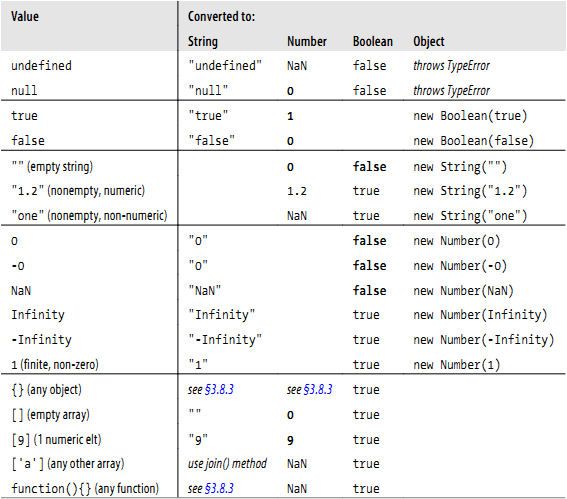 Value Converted to:
String Number Boolean Object
undefined "undefined" NaN false throws TypeError
null "null" 0 false throws TypeError
true "true" 1 new Boolean(true)
false "false" 0 new Boolean(false)
"" (empty string) 0 false new String("")
"1.2" (nonempty, numeric) 1.2 true new String("1.2")
"one" (nonempty, non-numeric) NaN true new String("one")
0 "0" false new Number(0)
-0 "0" false new Number(-0)
NaN "NaN" false new Number(NaN)
Infinity "Infinity" true new Number(Infinity)
-Infinity "-Infinity" true new Number(-Infinity)
1 (finite, non-zero) "1" true new Number(1)
{} (any object) see §3.8.3 see §3.8.3 true
[] (empty array) "" 0 true
[9] (1 numeric elt) "9" 9 true
['a'] (any other array) use join() method NaN true
function(){} (any function) see §3.8.3 NaN true